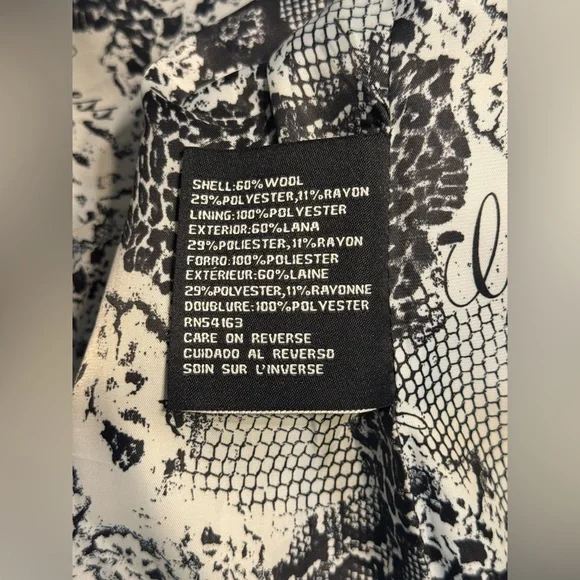 SHELL:60%WOOL
29%POLYESTER,11%RAYON
LINING:100%POLYESTER
EXTERIOR:60%LANA
29%POLIESTER,11%RAYON
FORRO:100%POLIESTER
EXTÉRIEUR:60%LAINE
29%POLYESTER,11%RAYONNE
DOUBLURE:100%POLYESTER
RN54163
CARE ON REVERSE
CUIDADO AL REVERSO
SOIN SUR L'INVERSE